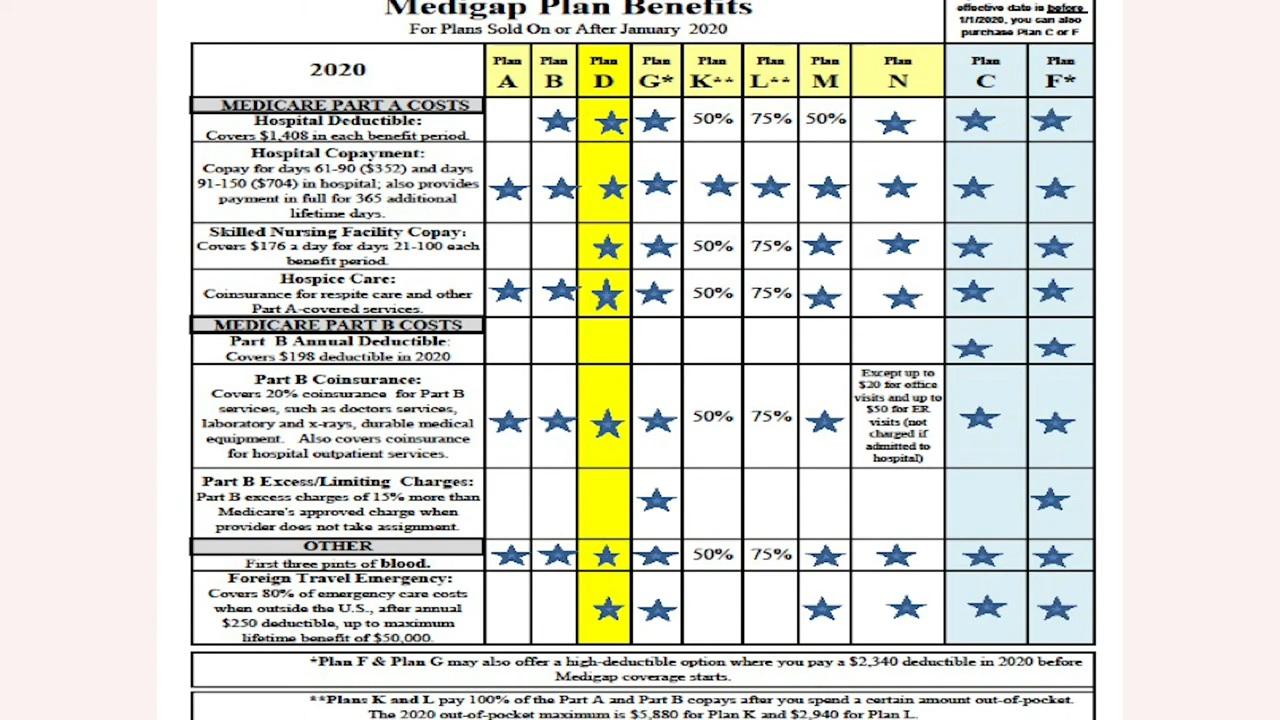 Medigap Plan Benefits
For Plans Sold On or After January 2020
effective date is before
1/1/2020, you can also
purchase Plan C or F
2020
Plan A
Plan B
Plan D
Plan G*
Plan K**
Plan L**
Plan M
Plan N
Plan C
Plan F*
MEDICARE PART A COSTS
Hospital Deductible:
Covers $1,408 in each benefit period.
50% 75% 50%
Hospital Copayment:
Copay for days 61-90 ($352) and days
91-150 ($704) in hospital; also provides
payment in full for 365 additional
lifetime days.
Skilled Nursing Facility Copay:
Covers $176 a day for days 21-100 each
benefit period.
50% 75%
Hospice Care:
Coinsurance for respite care and other
Part A-covered services.
50% 75%
MEDICARE PART B COSTS
Part B Annual Deductible:
Covers $198 deductible in 2020
Part B Coinsurance:
Covers 20% coinsurance for Part B
services, such as doctors services,
laboratory and x-rays, durable medical
equipment. Also covers coinsurance
for hospital outpatient services.
50% 75%
Except up to
$20 for office
visits and up to
$50 for ER
visits (not
charged if
admitted to
hospital)
Part B Excess/Limiting Charges:
Part B excess charges of 15% more than
Medicare's approved charge when
provider does not take assignment.
OTHER
First three pints of blood.
50% 75%
Foreign Travel Emergency:
Covers 80% of emergency care costs
when outside the U.S., after annual
$250 deductible, up to maximum
lifetime benefit of $50,000.
*Plan F & Plan G may also offer a high-deductible option where you pay a $2,340 deductible in 2020 before
Medigap coverage starts.
**Plans K and L pay 100% of the Part A and Part B copays after you spend a certain amount out-of-pocket.
The 2020 out-of-pocket maximum is $5,880 for Plan K and $2,940 for Plan L.